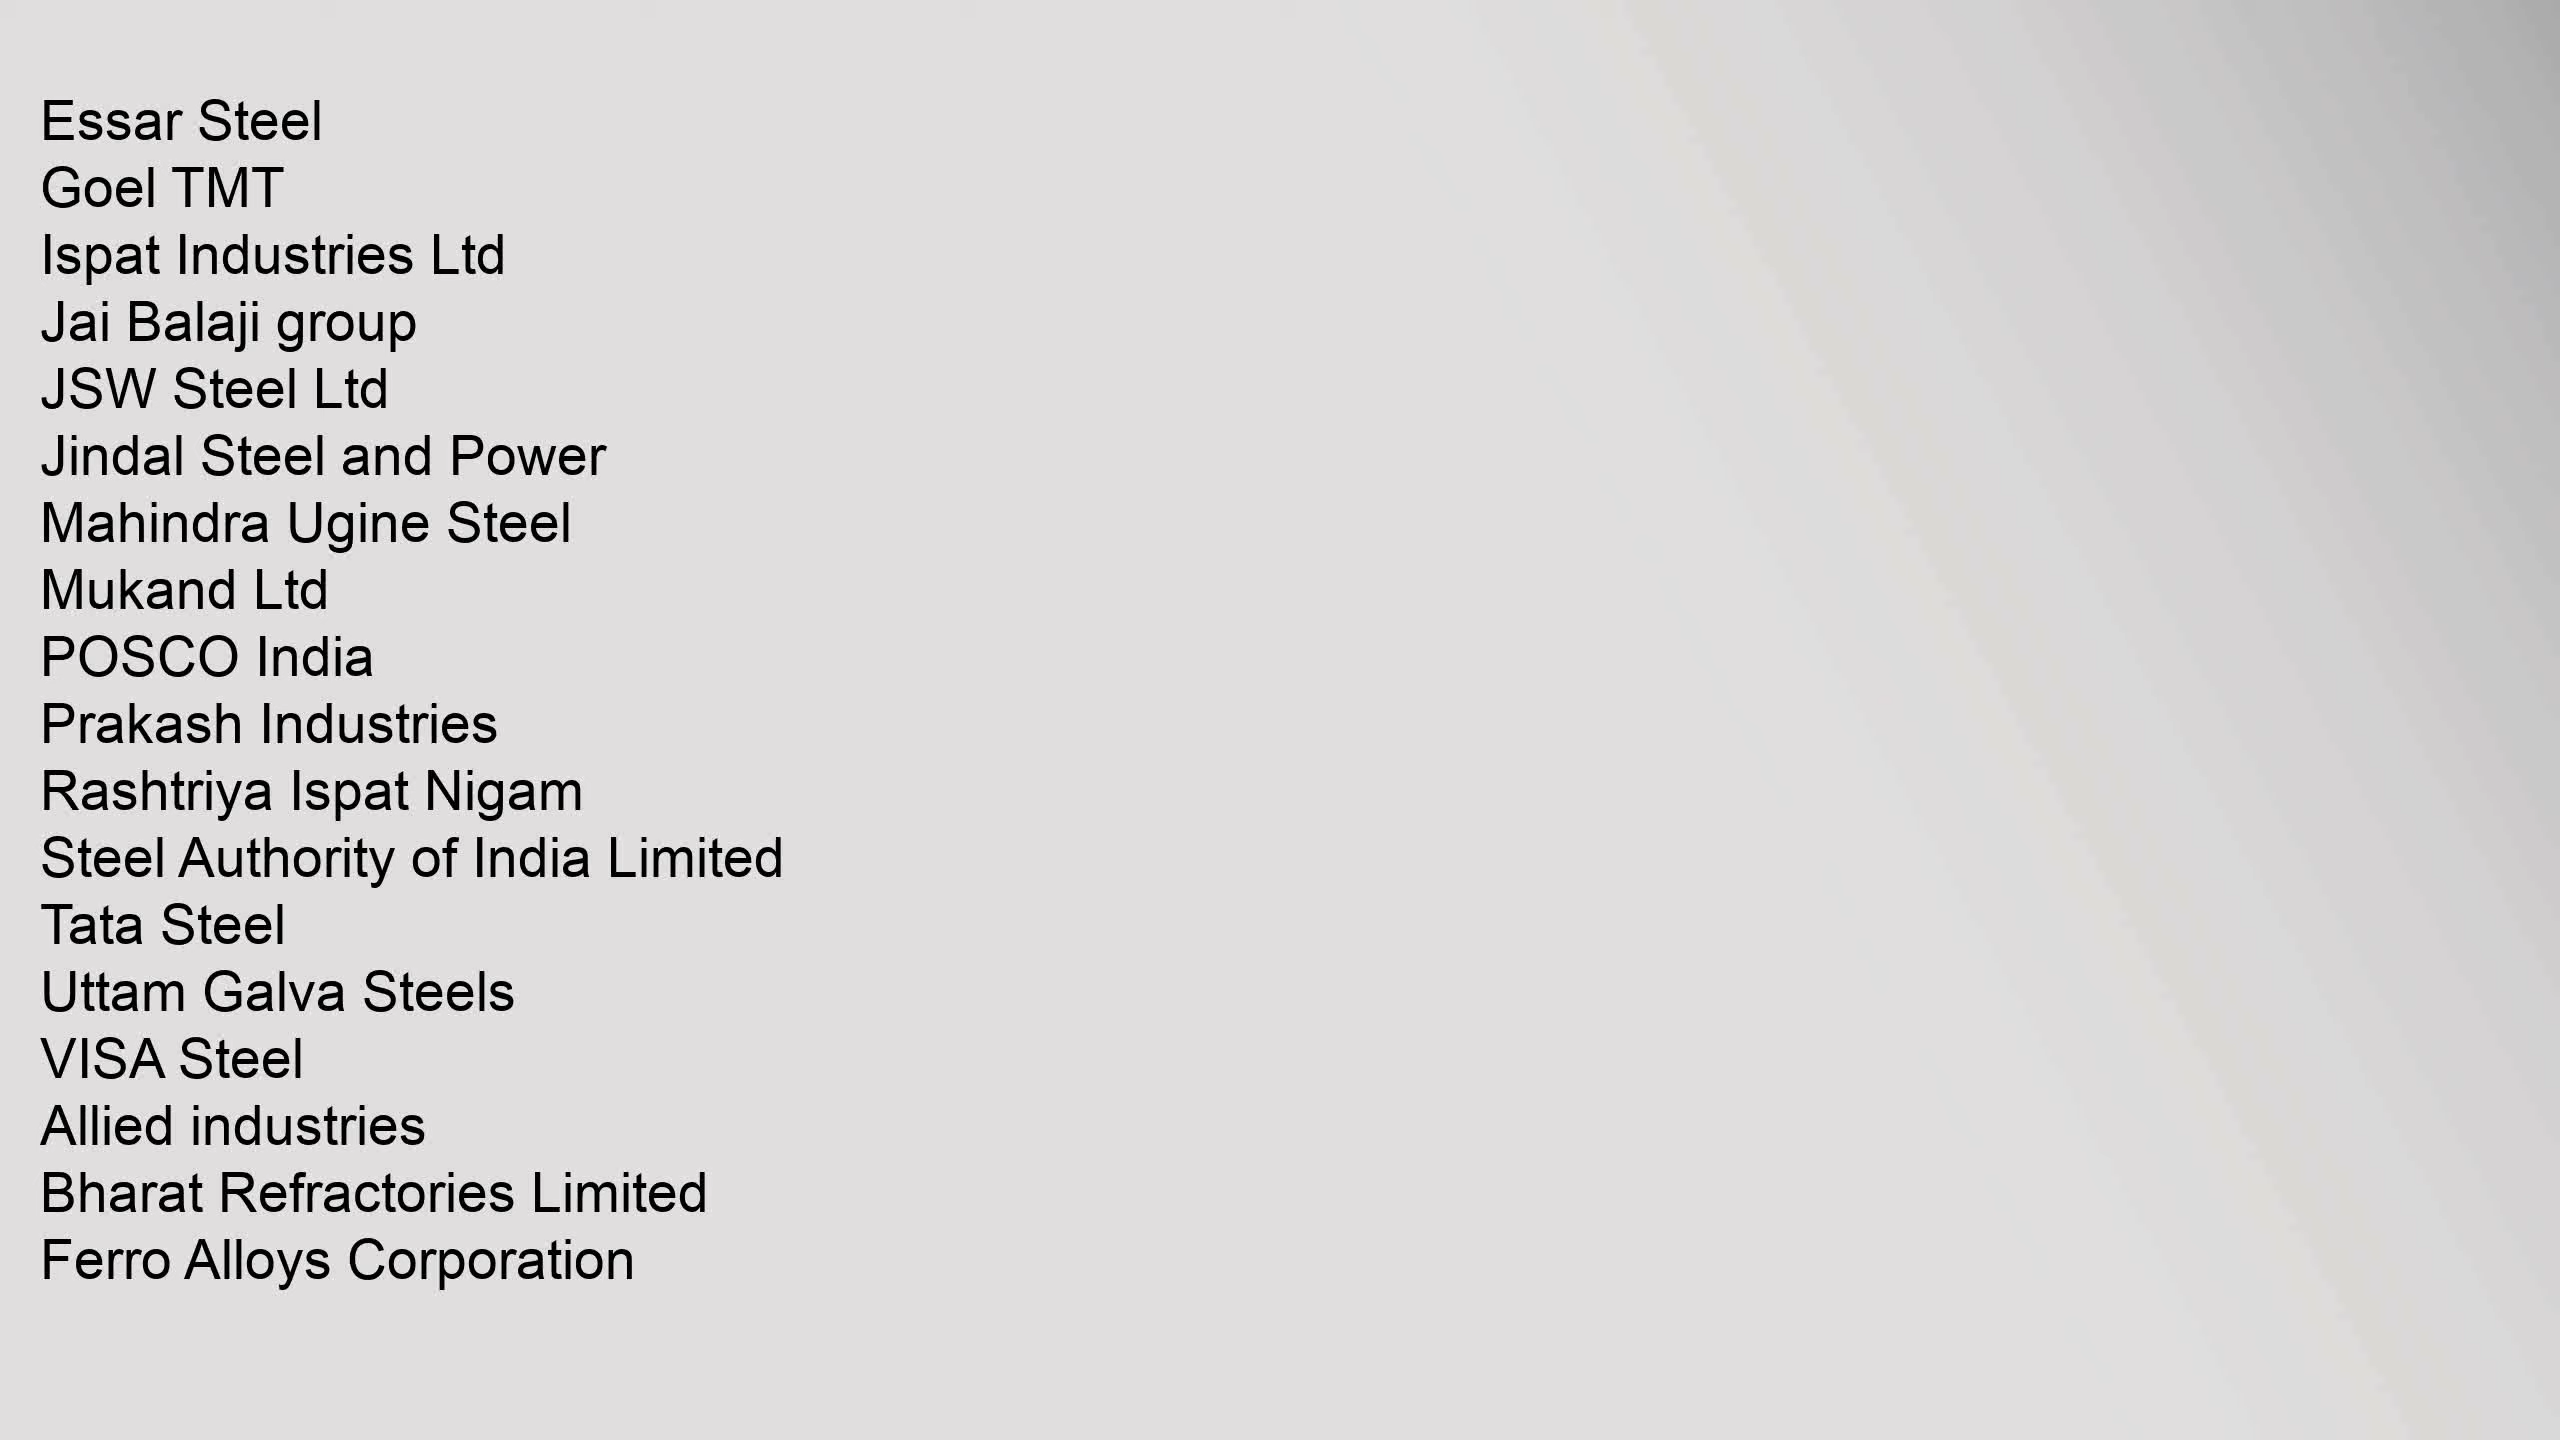 Essar Steel
Goel TMT
Ispat Industries Ltd
Jai Balaji group
JSW Steel Ltd
Jindal Steel and Power
Mahindra Ugine Steel
Mukand Ltd
POSCO India
Prakash Industries
Rashtriya Ispat Nigam
Steel Authority of India Limited
Tata Steel
Uttam Galva Steels
VISA Steel
Allied industries
Bharat Refractories Limited
Ferro Alloys Corporation